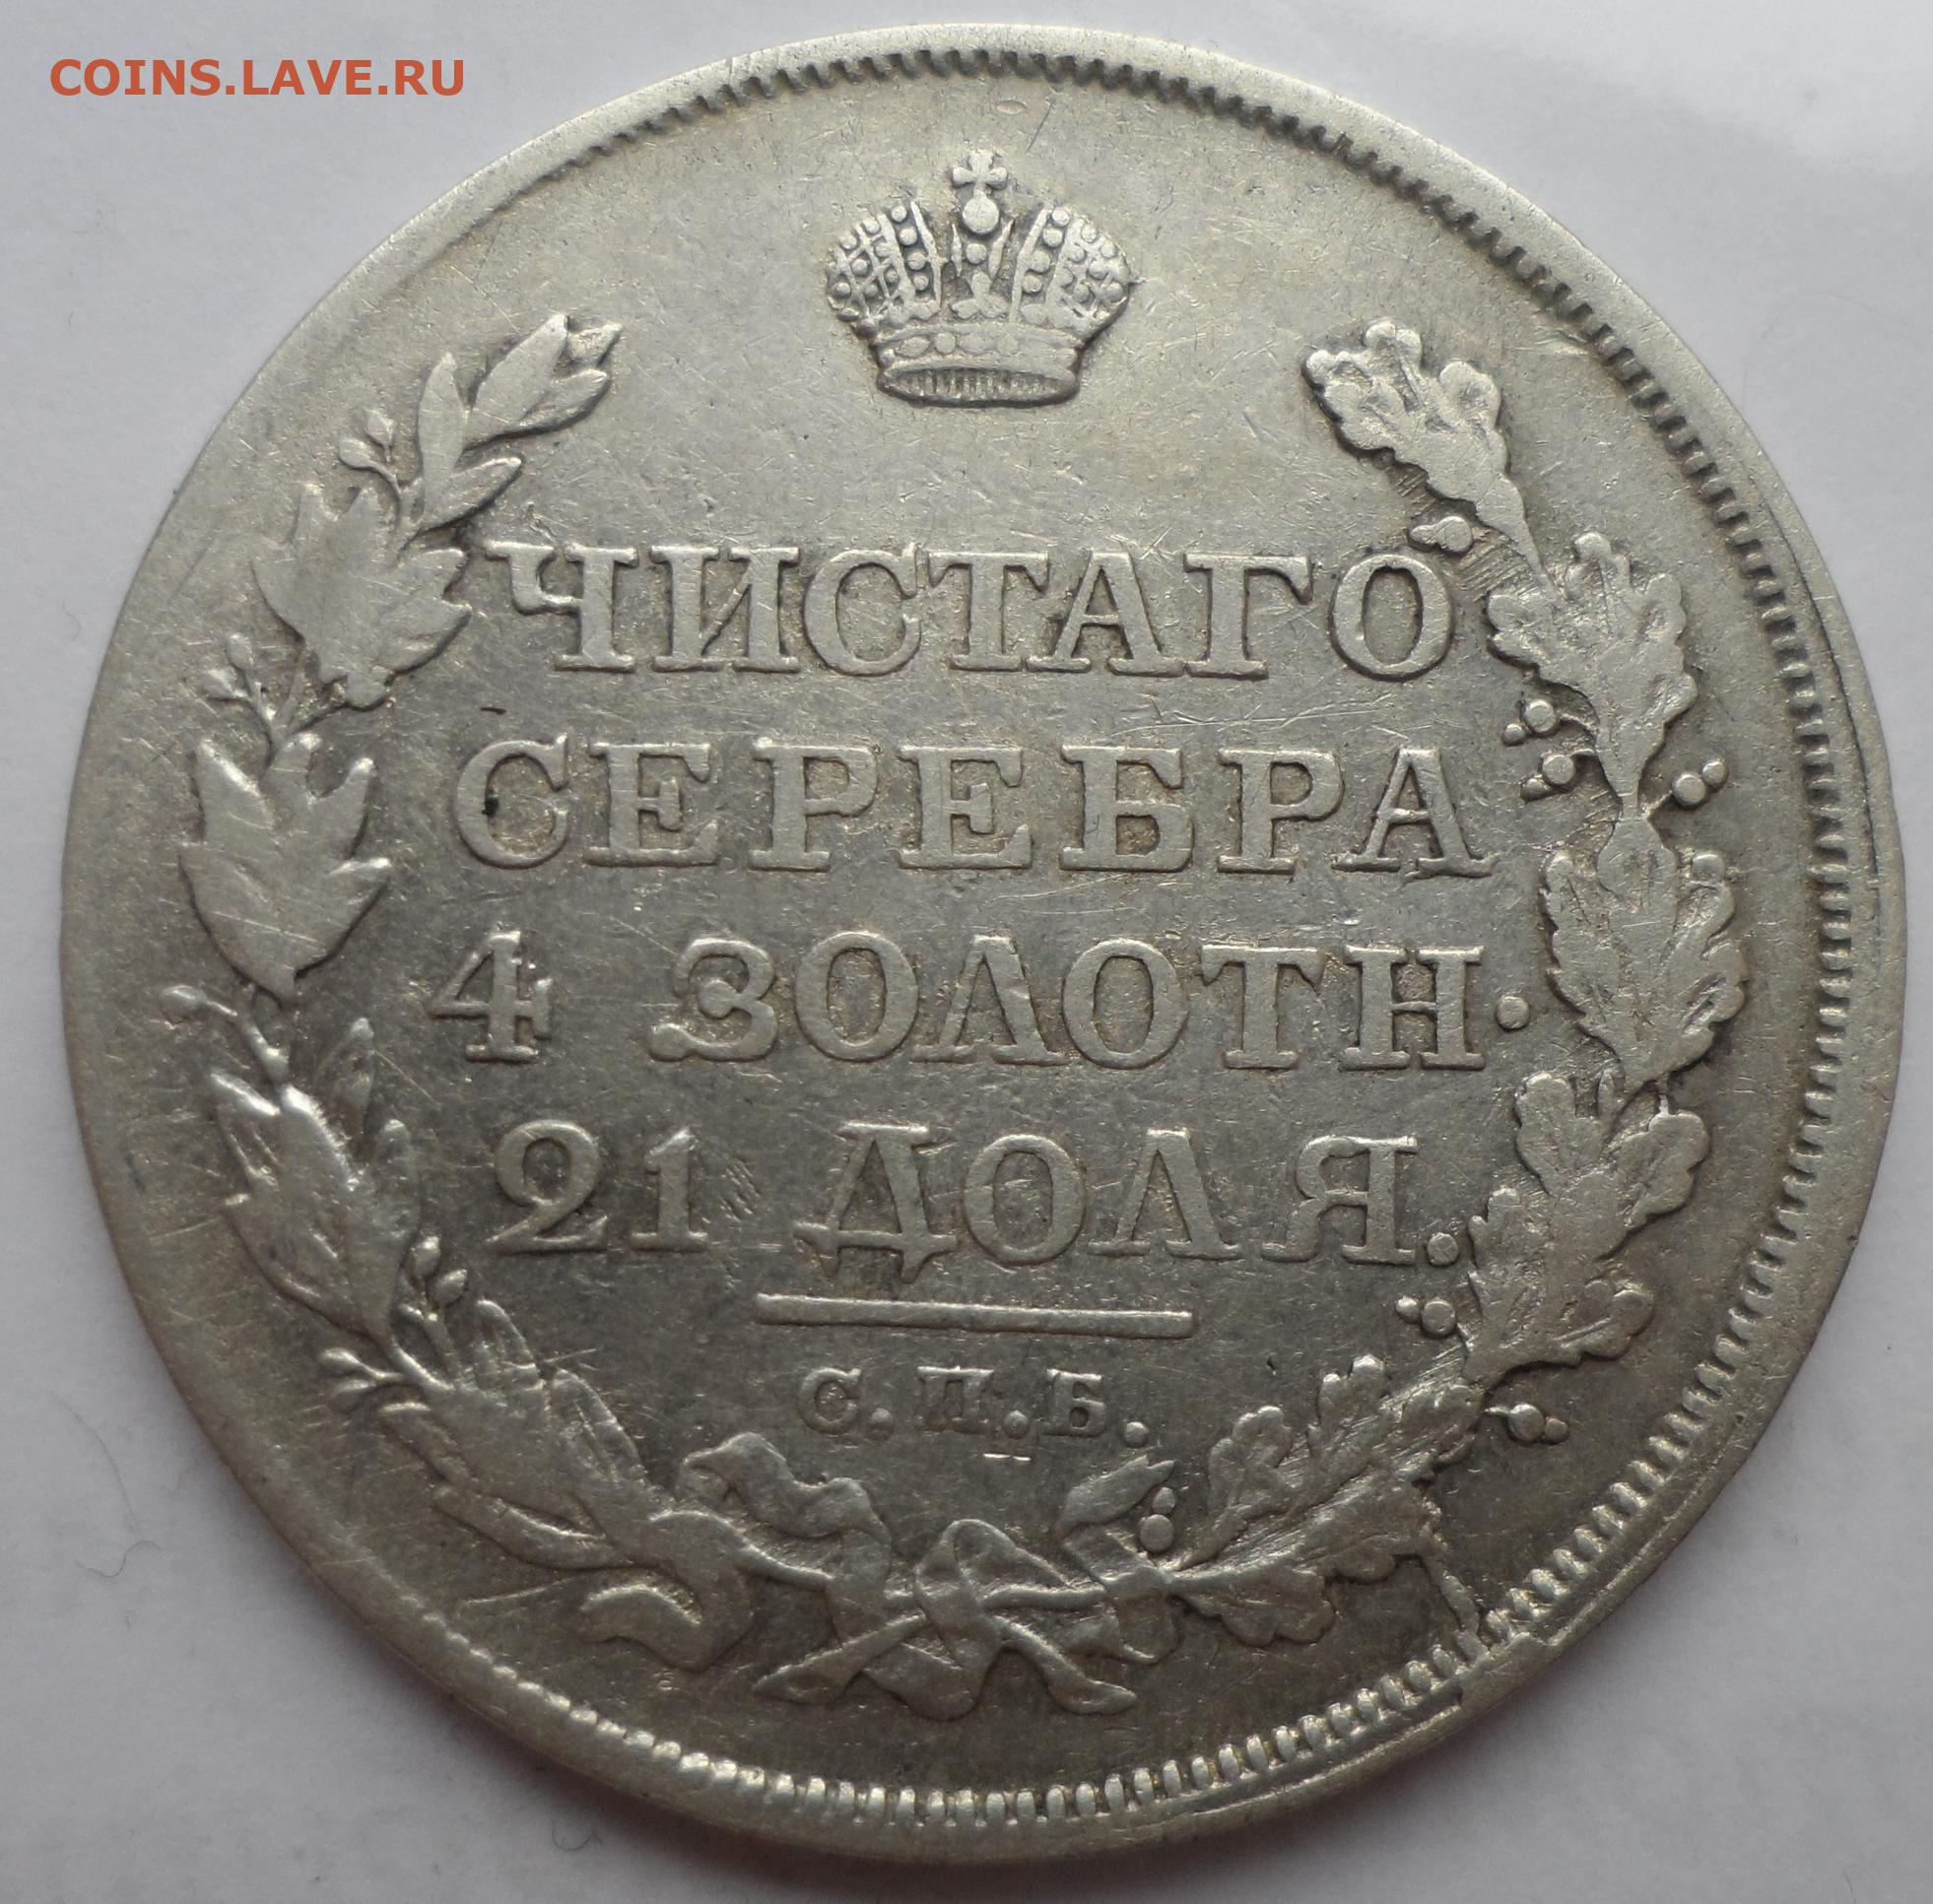 COINS.LAVE.RU
ЧИСТАГО
СЕРЕБРА
4 ЗОЛОТН.
21 ДОЛЯ.
С.П.Б.